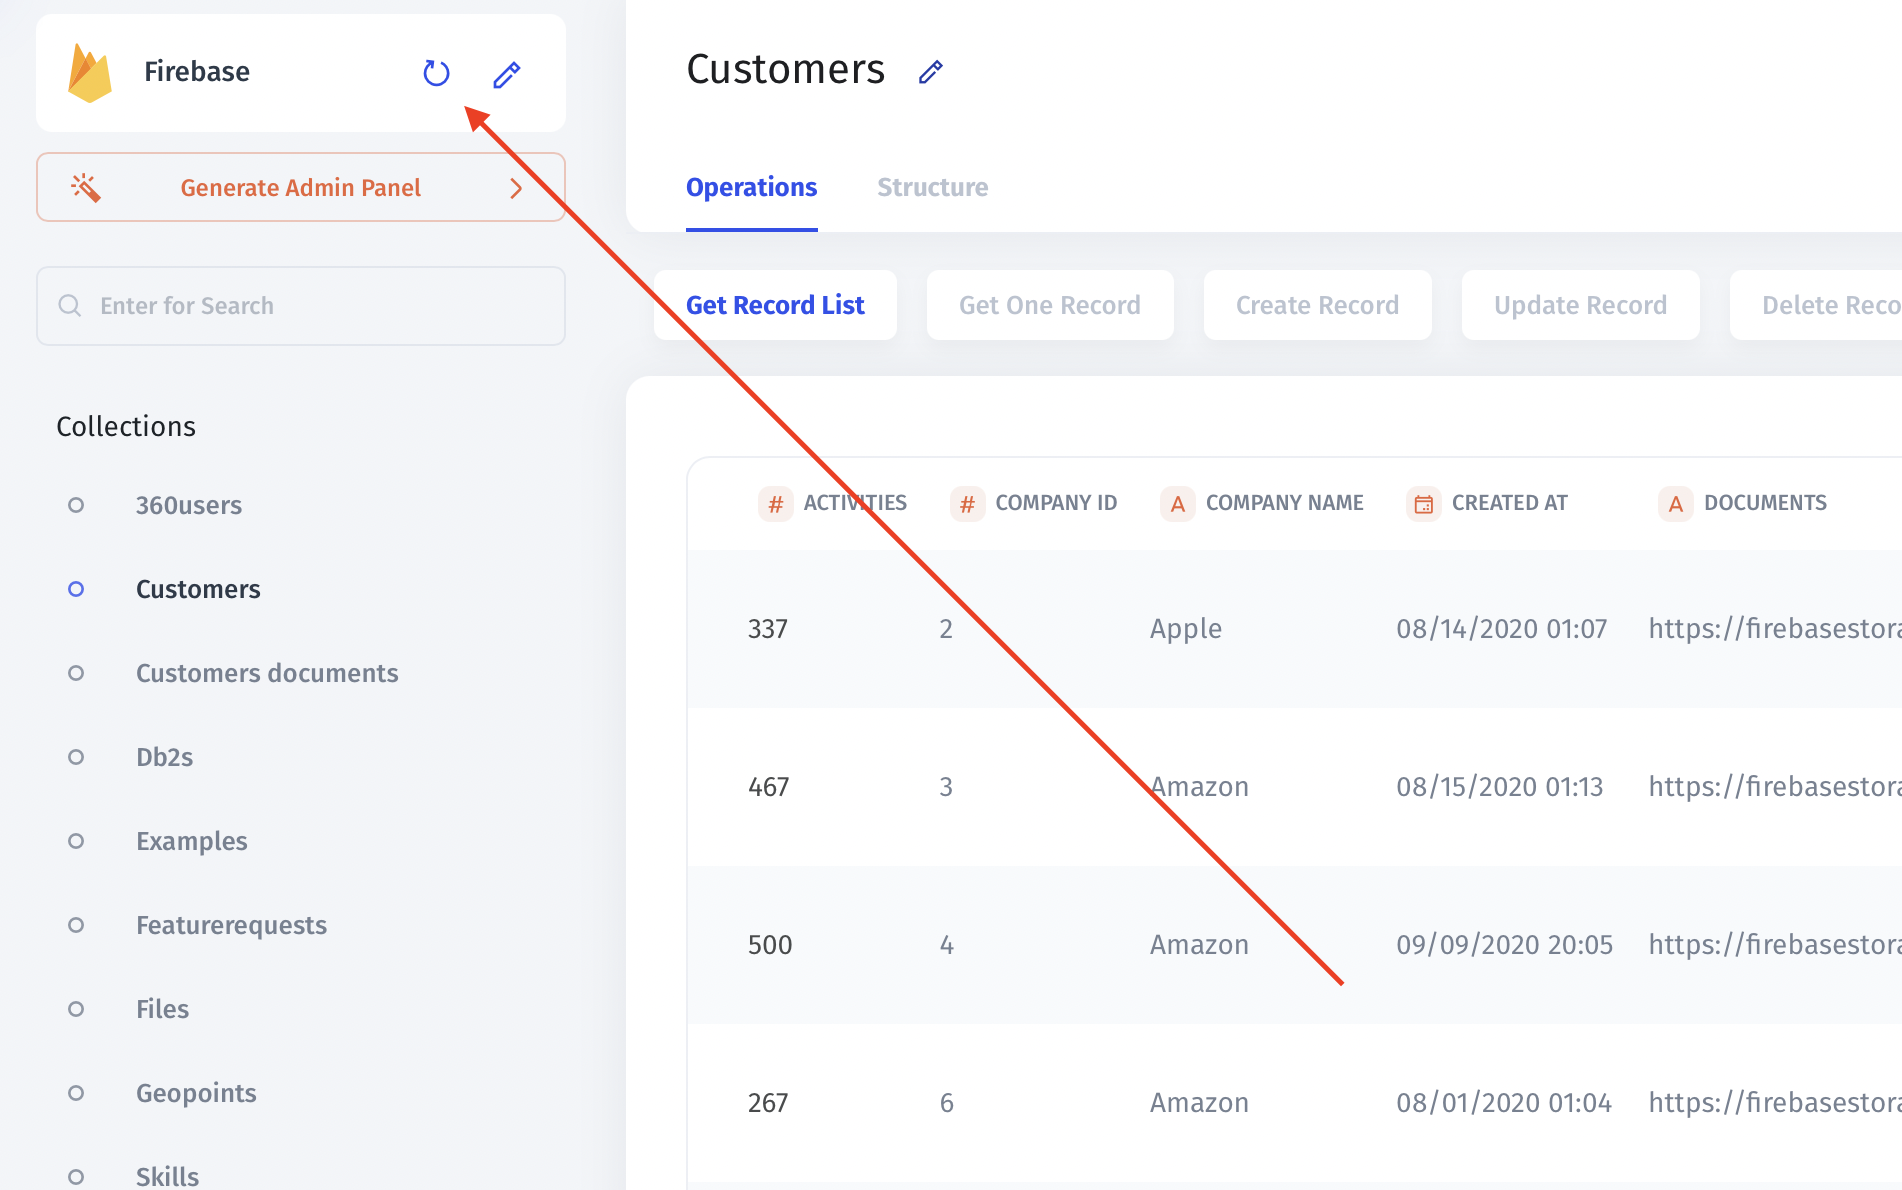 Firebase
Generate Admin Panel
Enter for Search
Collections
360users
Customers
Customers documents
Db2s
Examples
Featurerequests
Files
Geopoints
Skills
Customers
Operations Structure
Get Record List Get One Record Create Record Update Record Delete Reco
# ACTIVITIES # COMPANY ID A COMPANY NAME CREATED AT A DOCUMENTS
337 2 Apple 08/14/2020 01:07 https://firebasestora
467 3 Amazon 08/15/2020 01:13 https://firebasestora
500 4 Amazon 09/09/2020 20:05 https://firebasestora
267 6 Amazon 08/01/2020 01:04 https://firebasestora